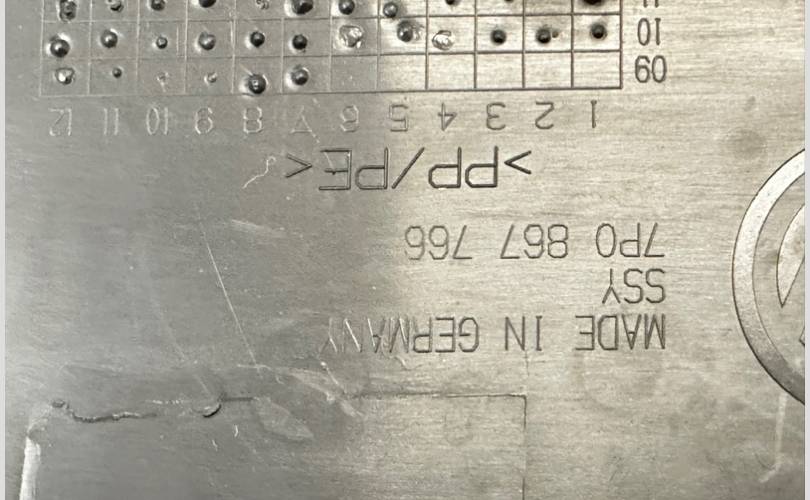 MADE IN GERMANY
SSY
7P0 867 766
>PP/PE<
1 2 3 4 5 6 7 8 9 10 11 12
09
10